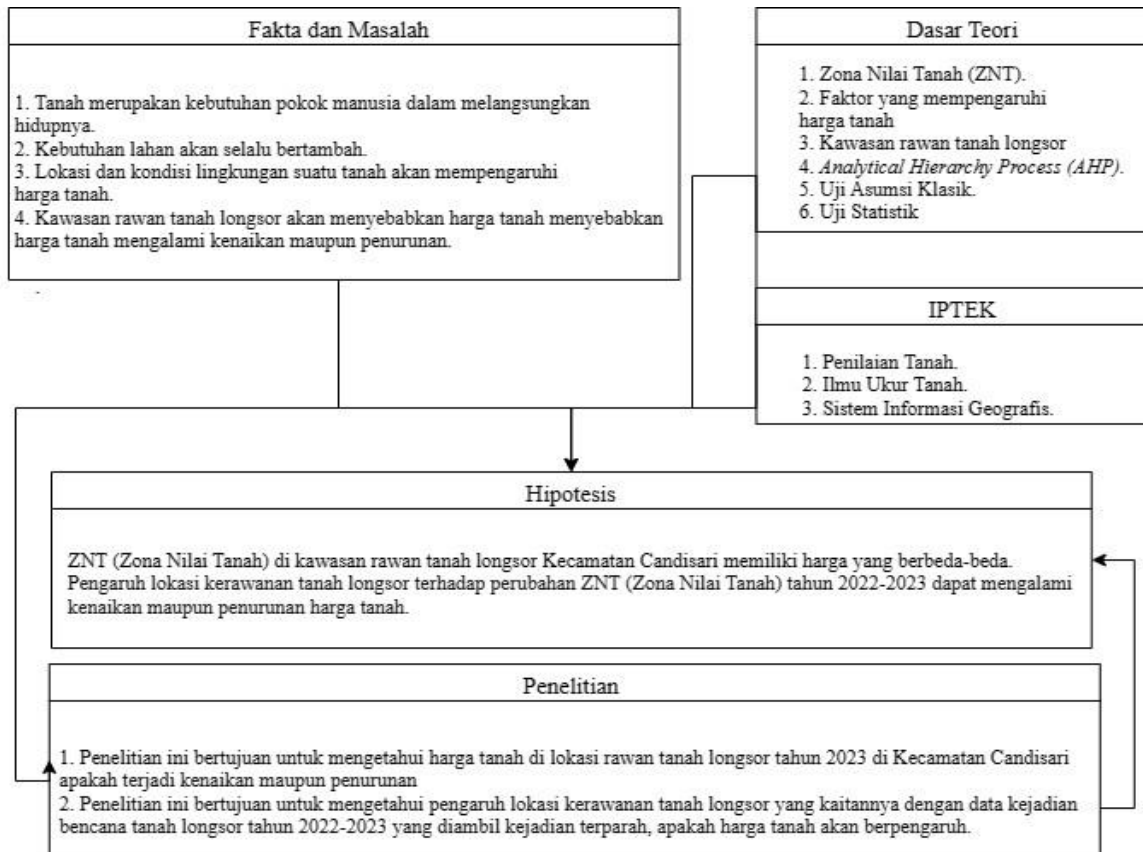 Fakta dan Masalah
1. Tanah merupakan kebutuhan pokok manusia dalam melangsungkan
hidupnya.
2. Kebutuhan lahan akan selalu bertambah.
3. Lokasi dan kondisi lingkungan suatu tanah akan mempengaruhi
harga tanah.
4. Kawasan rawan tanah longsor akan menyebabkan harga tanah menyebabkan
harga tanah mengalami kenaikan maupun penurunan.
Dasar Teori
1. Zona Nilai Tanah (ZNT).
2. Faktor yang mempengaruhi
harga tanah
3. Kawasan rawan tanah longsor
4. Analytical Hierarchy Process (AHP).
5. Uji Asumsi Klasik.
6. Uji Statistik
IPTEK
1. Penilaian Tanah.
2. Ilmu Ukur Tanah.
3. Sistem Informasi Geografis.
Hipotesis
ZNT (Zona Nilai Tanah) di kawasan rawan tanah longsor Kecamatan Candisari memiliki harga yang berbeda-beda.
Pengaruh lokasi kerawanan tanah longsor terhadap perubahan ZNT (Zona Nilai Tanah) tahun 2022-2023 dapat mengalami
kenaikan maupun penurunan harga tanah.
Penelitian
1. Penelitian ini bertujuan untuk mengetahui harga tanah di lokasi rawan tanah longsor tahun 2023 di Kecamatan Candisari
apakah terjadi kenaikan maupun penurunan
2. Penelitian ini bertujuan untuk mengetahui pengaruh lokasi kerawanan tanah longsor yang kaitannya dengan data kejadian
bencana tanah longsor tahun 2022-2023 yang diambil kejadian terparah, apakah harga tanah akan berpengaruh.